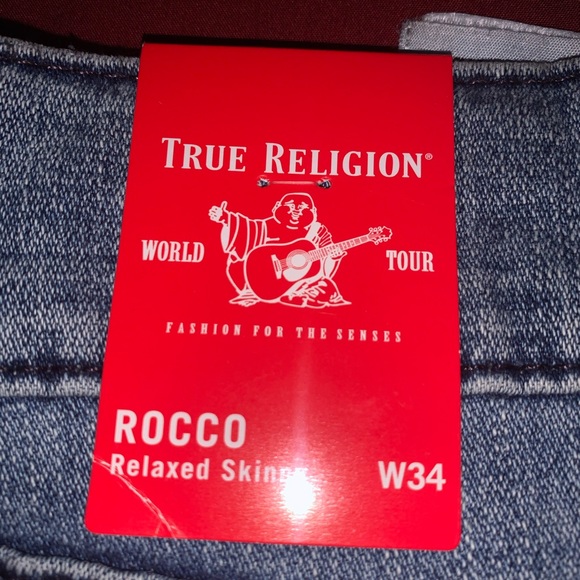 TRUE RELIGION®
WORLD TOUR
FASHION FOR THE SENSES
ROCCO
Relaxed Skinny W34